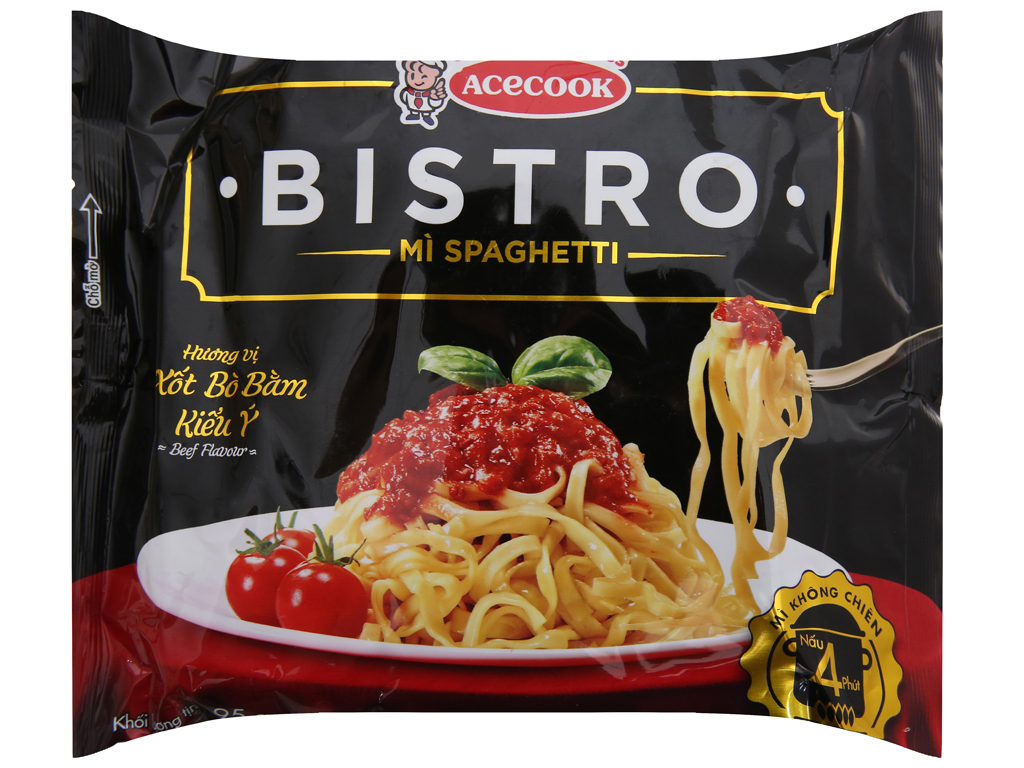 ACECOOK
• BISTRO •
MÌ SPAGHETTI
Chỗ mở
Hương vị
Xốt Bò Bằm
Kiểu Ý
≈ Beef Flavour ≈
MÌ KHÔNG CHIÊN
Nấu
4
Phút
Khối